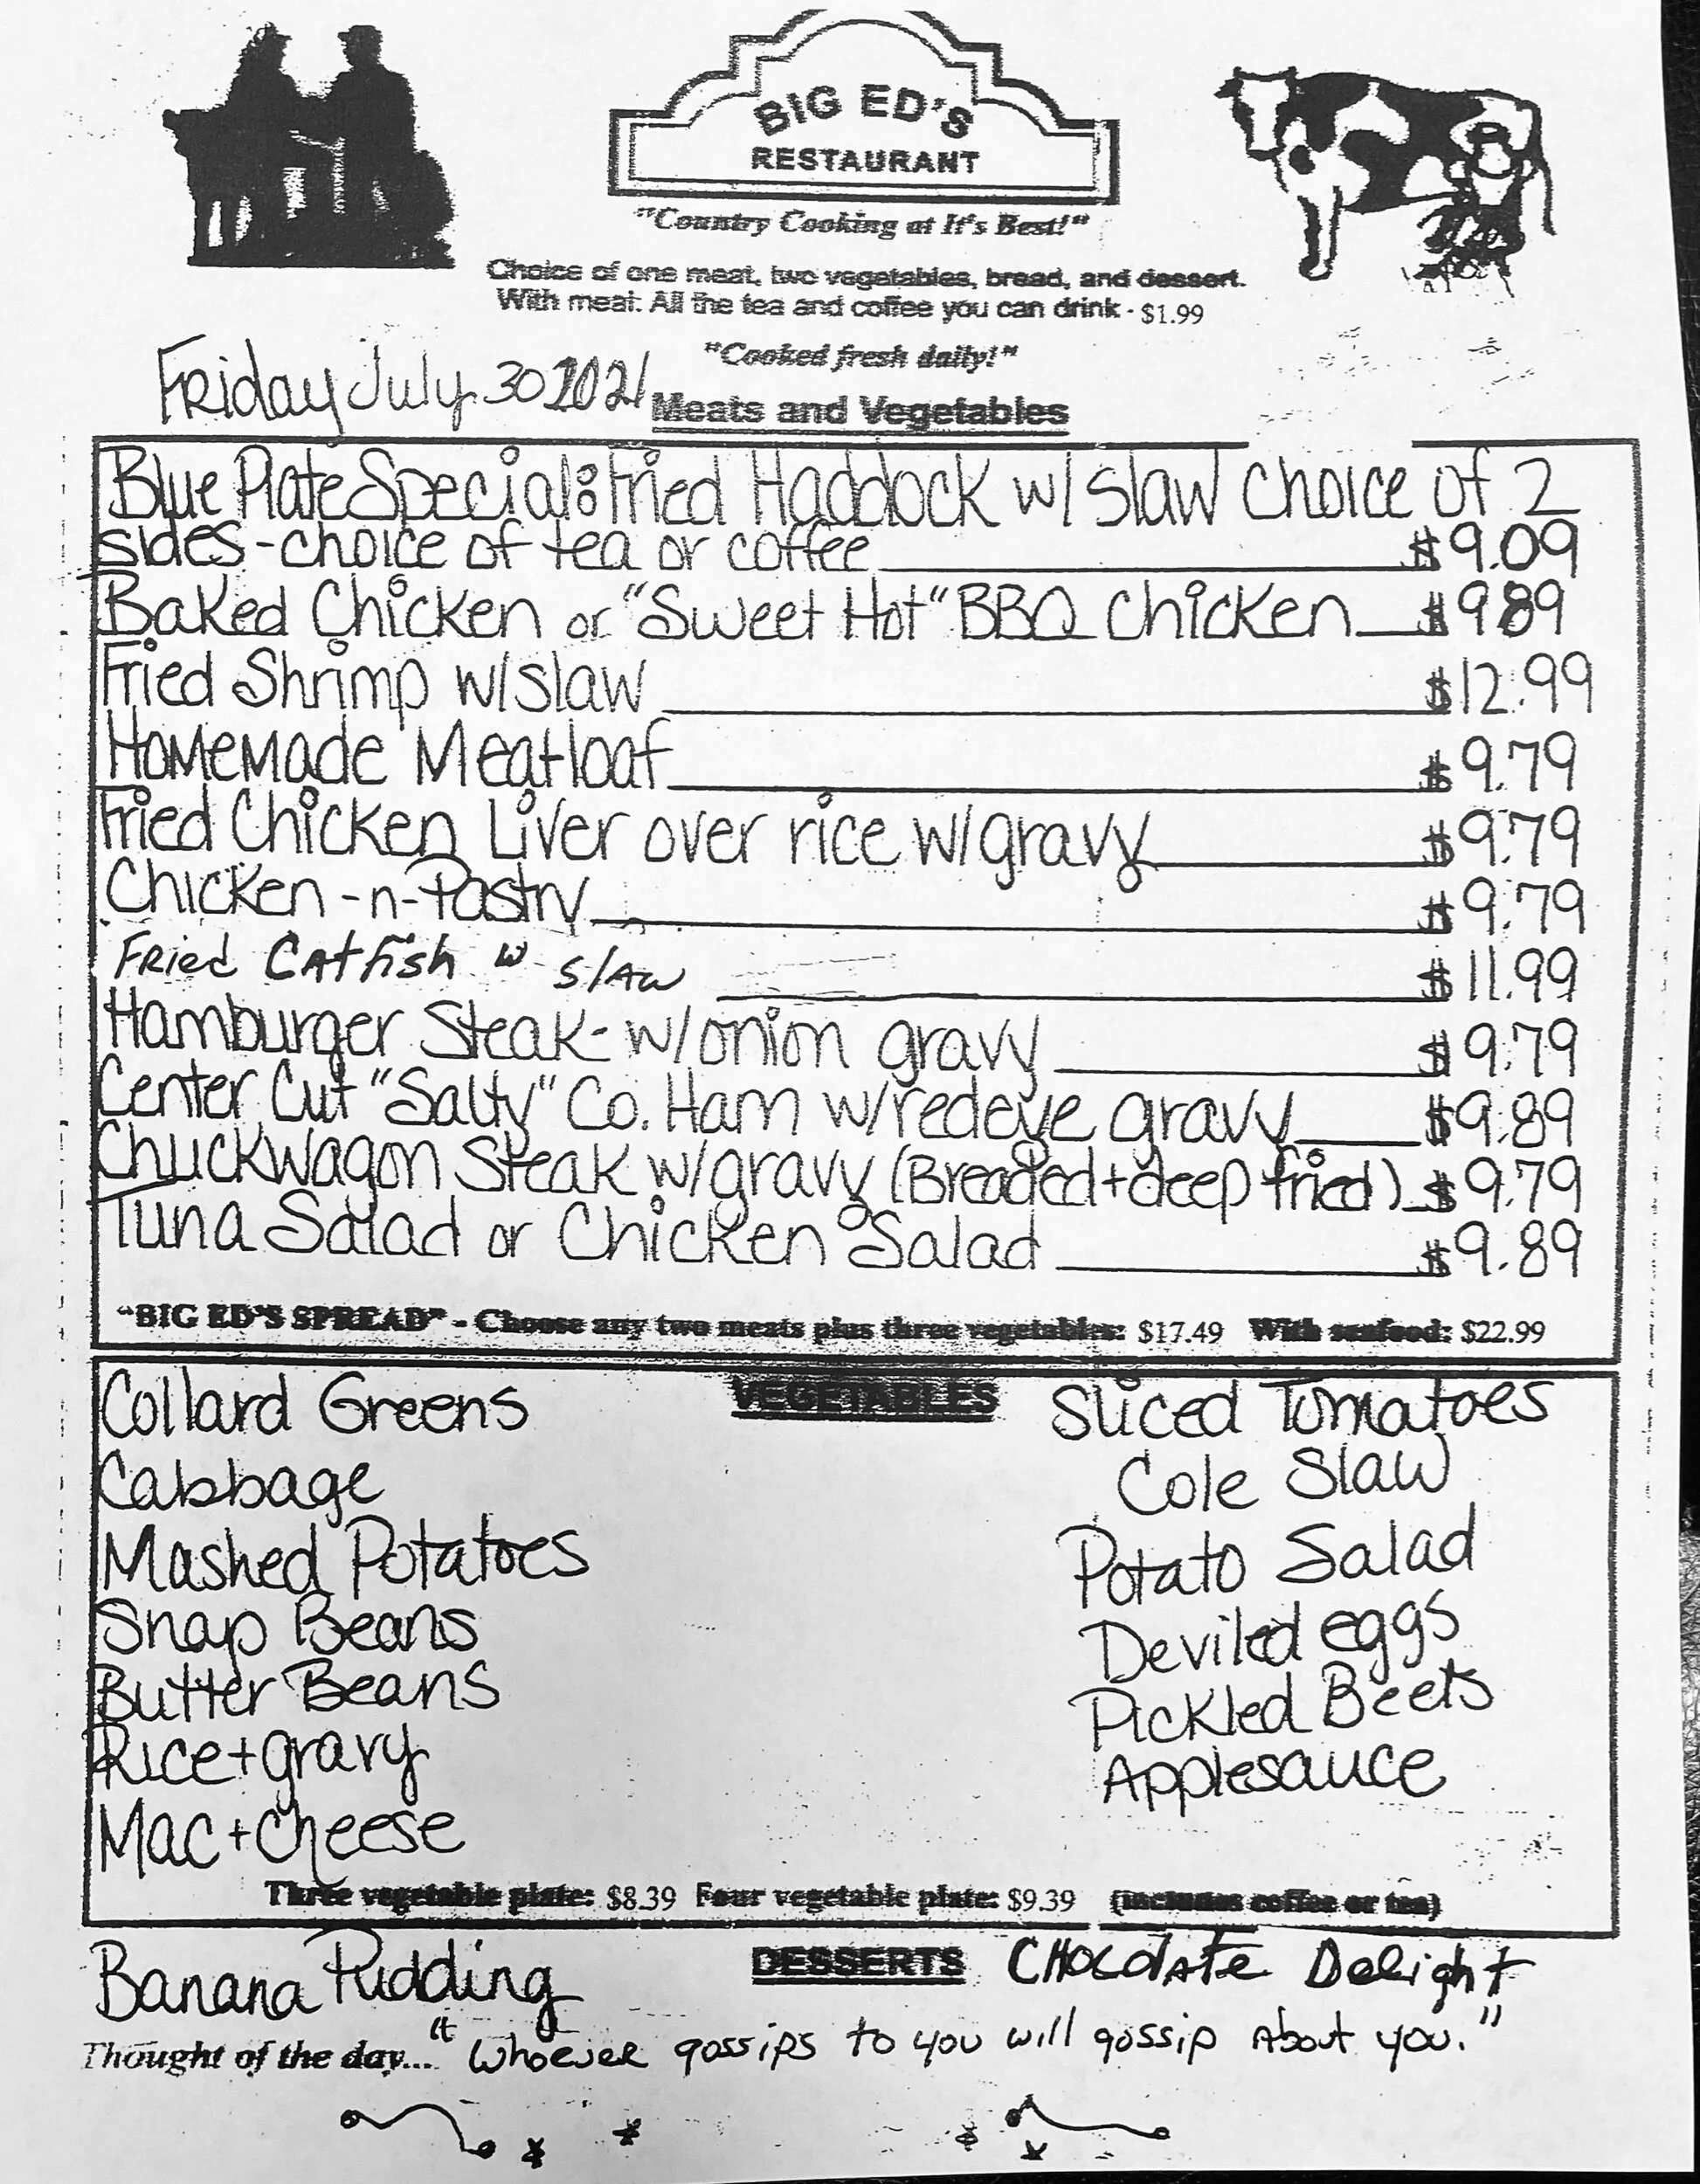 BIG ED'S
RESTAURANT
"Country Cooking at It's Best!"
Choice of one meat, two vegetables, bread, and dessert.
With meal: All the tea and coffee you can drink - $1.99
"Cooked fresh daily!"
Friday July 30 2021
Meats and Vegetables
Blue Plate Special: Fried Haddock w/ slaw choice of 2
sides - choice of tea or coffee $9.09
Baked Chicken or "Sweet Hot" BBQ Chicken $9.89
Fried Shrimp w/slaw $12.99
Homemade Meatloaf $9.79
Fried Chicken Liver over rice w/gravy $9.79
Chicken-n-Pastry $9.79
Fried Catfish w slaw $11.99
Hamburger Steak- w/onion gravy $9.79
Center Cut "Salty" Co. Ham w/redeye gravy $9.89
Chuckwagon Steak w/gravy (Breaded+deep fried) $9.79
Tuna Salad or Chicken Salad $9.89
"BIG ED'S SPREAD" - Choose any two meats plus three vegetables: $17.49 With seafood: $22.99
VEGETABLES
Collard Greens
Cabbage
Mashed Potatoes
Snap Beans
Butter Beans
Rice+gravy
Mac+cheese
Sliced Tomatoes
Cole Slaw
Potato Salad
Deviled eggs
Pickled Beets
Applesauce
Three vegetable plate: $8.39 Four vegetable plate: $9.39 (includes coffee or tea)
DESSERTS
Banana Pudding
CHocolAte Delight
Thought of the day... "Whoever gossips to you will gossip About you."